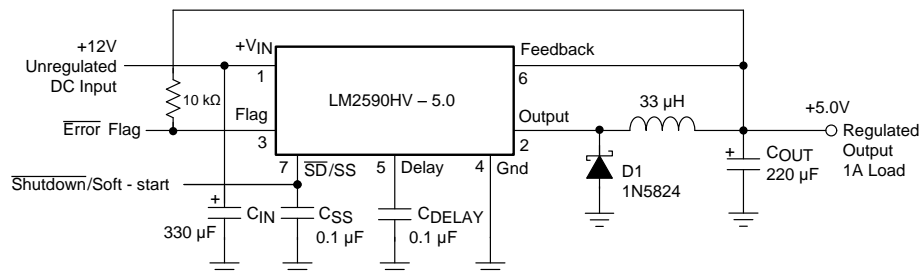 +12V
Unregulated
DC Input
+VIN
1
Feedback
6
LM2590HV – 5.0
10 kΩ
Error Flag
Flag
3
Output
2
33 µH
+5.0V
Regulated
Output
1A Load
7
SD/SS
5
Delay
4
Gnd
Shutdown/Soft - start
D1
1N5824
COUT
220 µF
+
+
CIN
330 µF
CSS
0.1 µF
CDELAY
0.1 µF